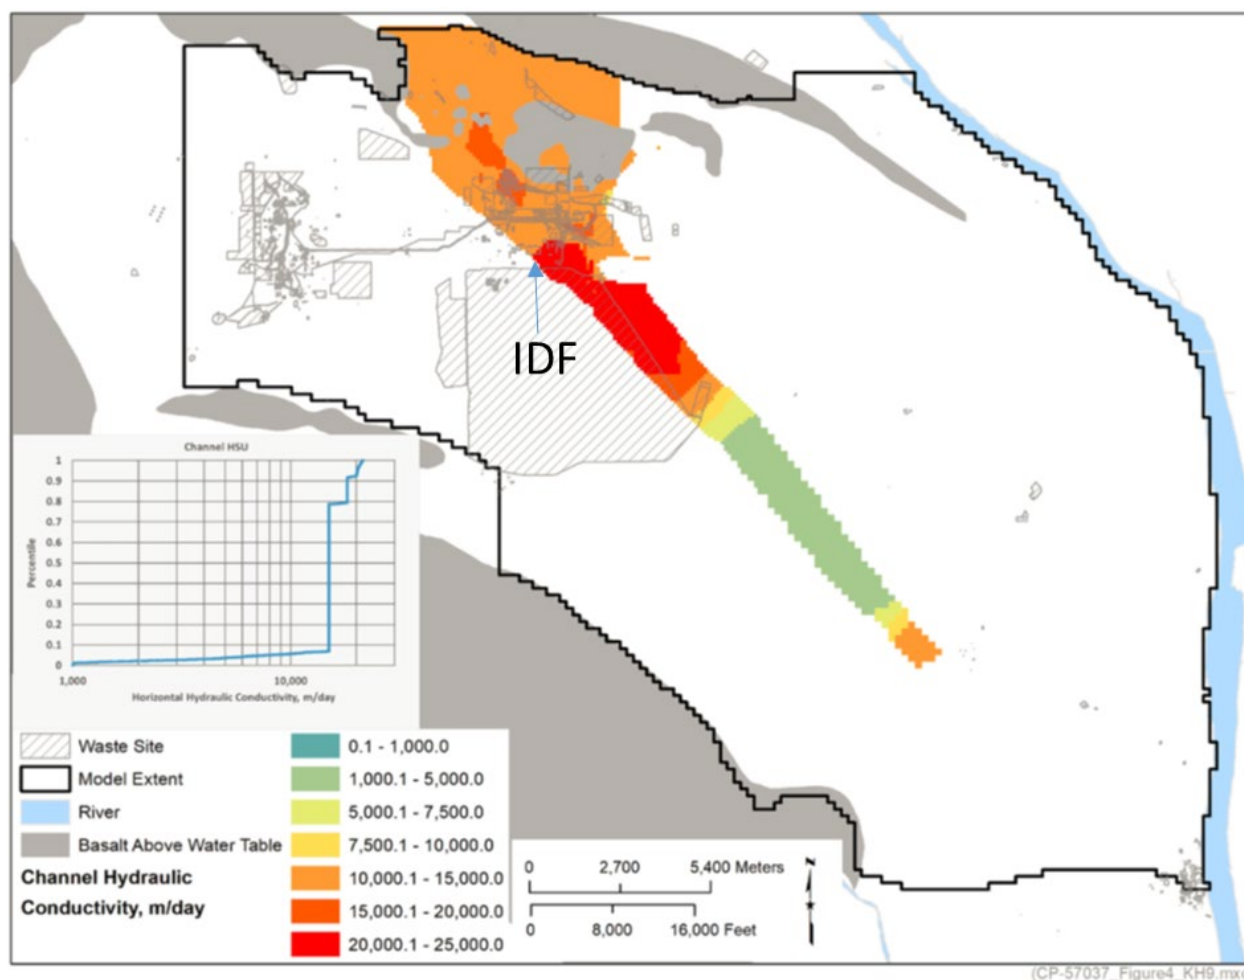 IDF
Channel HSU
1
0.9
0.8
0.7
0.6
0.5
0.4
0.3
0.2
0.1
0
Percentile
1,000
10,000
Horizontal Hydraulic Conductivity, m/day
Waste Site
Model Extent
River
Basalt Above Water Table
Channel Hydraulic
Conductivity, m/day
0.1 - 1,000.0
1,000.1 - 5,000.0
5,000.1 - 7,500.0
7,500.1 - 10,000.0
10,000.1 - 15,000.0
15,000.1 - 20,000.0
20,000.1 - 25,000.0
0 2,700 5,400 Meters
0 8,000 16,000 Feet
N
(CP-57037_Figure4_KH9.mx